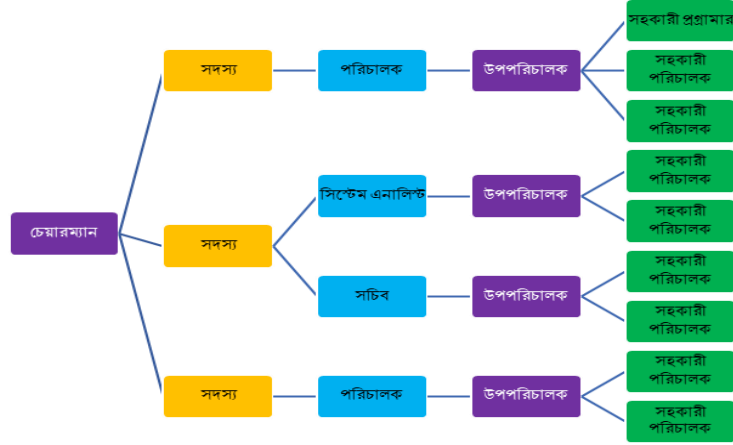 সহকারী প্রগ্রামার
সদস্য
পরিচালক
উপপরিচালক
সহকারী
পরিচালক
সহকারী
পরিচালক
চেয়ারম্যান
সদস্য
সিস্টেম এনালিস্ট
উপপরিচালক
সহকারী
পরিচালক
সহকারী
পরিচালক
সচিব
উপপরিচালক
সহকারী
পরিচালক
সহকারী
পরিচালক
সদস্য
পরিচালক
উপপরিচালক
সহকারী
পরিচালক
সহকারী
পরিচালক